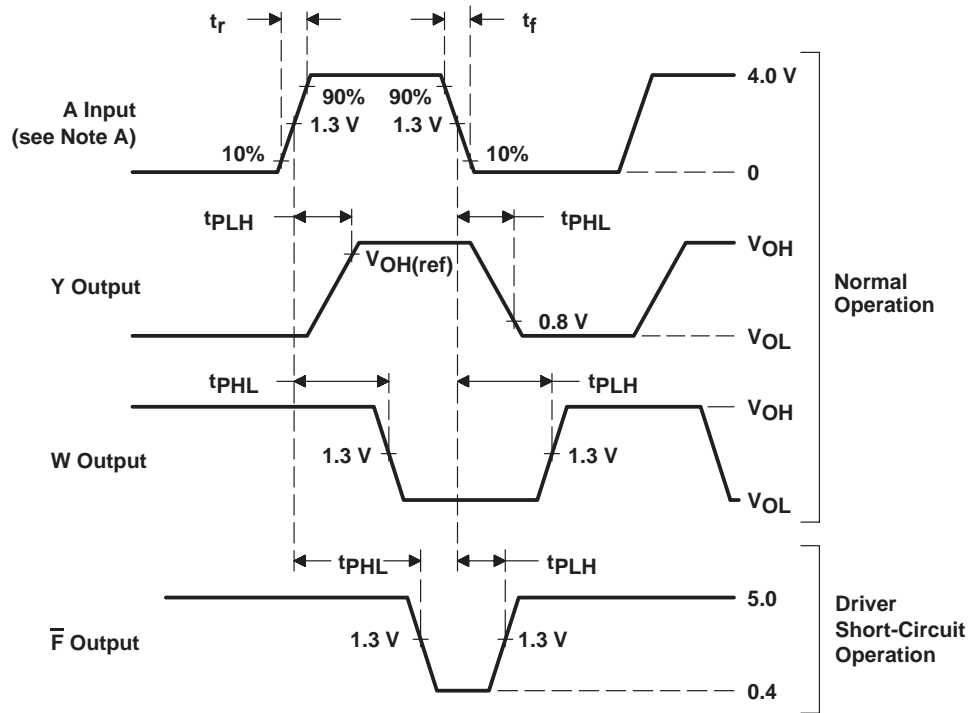 tr
tf
4.0 V
A Input
(see Note A)
90%
90%
1.3 V
1.3 V
10%
10%
0
tPLH
tPHL
VOH
VOH(ref)
Y Output
Normal
Operation
0.8 V
VOL
tPHL
tPLH
VOH
W Output
1.3 V
1.3 V
VOL
tPHL
tPLH
5.0
F̅ Output
1.3 V
1.3 V
Driver
Short-Circuit
Operation
0.4